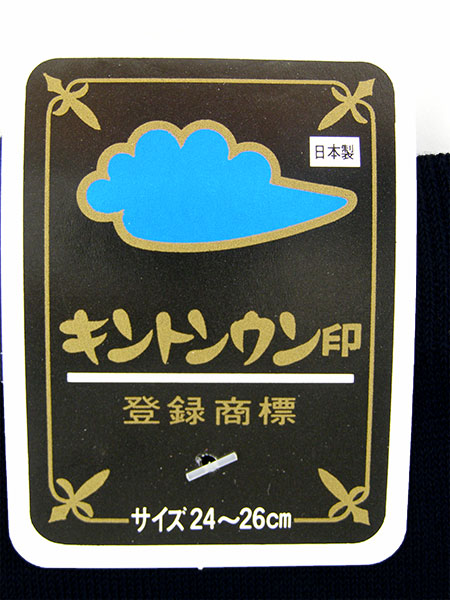 日本製
キントンウン印
登録商標
サイズ24〜26cm